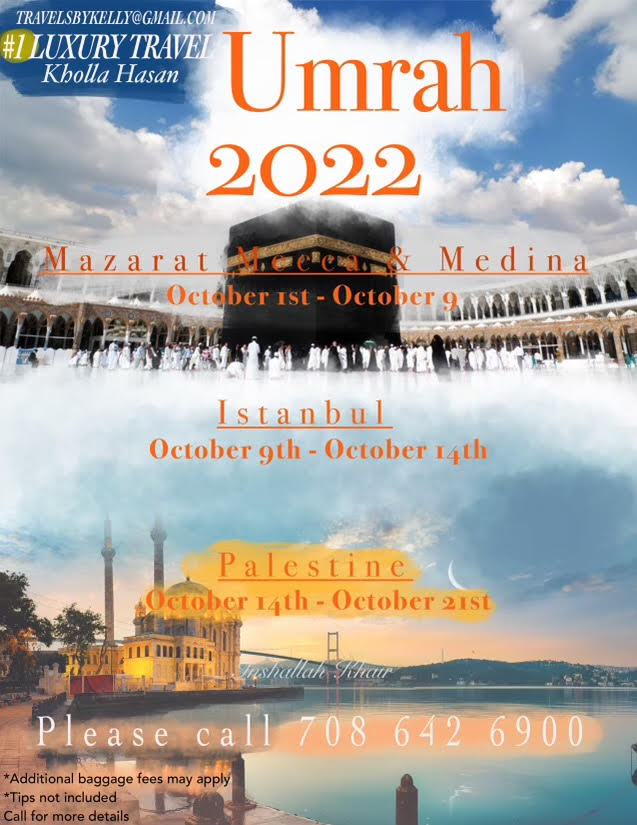 TRAVELSBYKELLY@GMAIL.COM
#1 LUXURY TRAVEL
Kholla Hasan
Umrah
2022
Mazarat Mecca & Medina
October 1st - October 9
Istanbul
October 9th - October 14th
Palestine
October 14th - October 21st
Inshallah Khair
Please call 708 642 6900
*Additional baggage fees may apply
*Tips not included
Call for more details